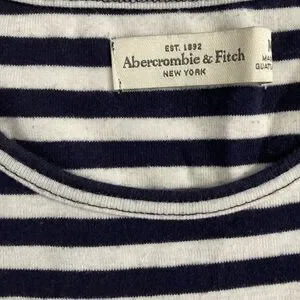 EST. 1892
Abercrombie & Fitch
NEW YORK
M